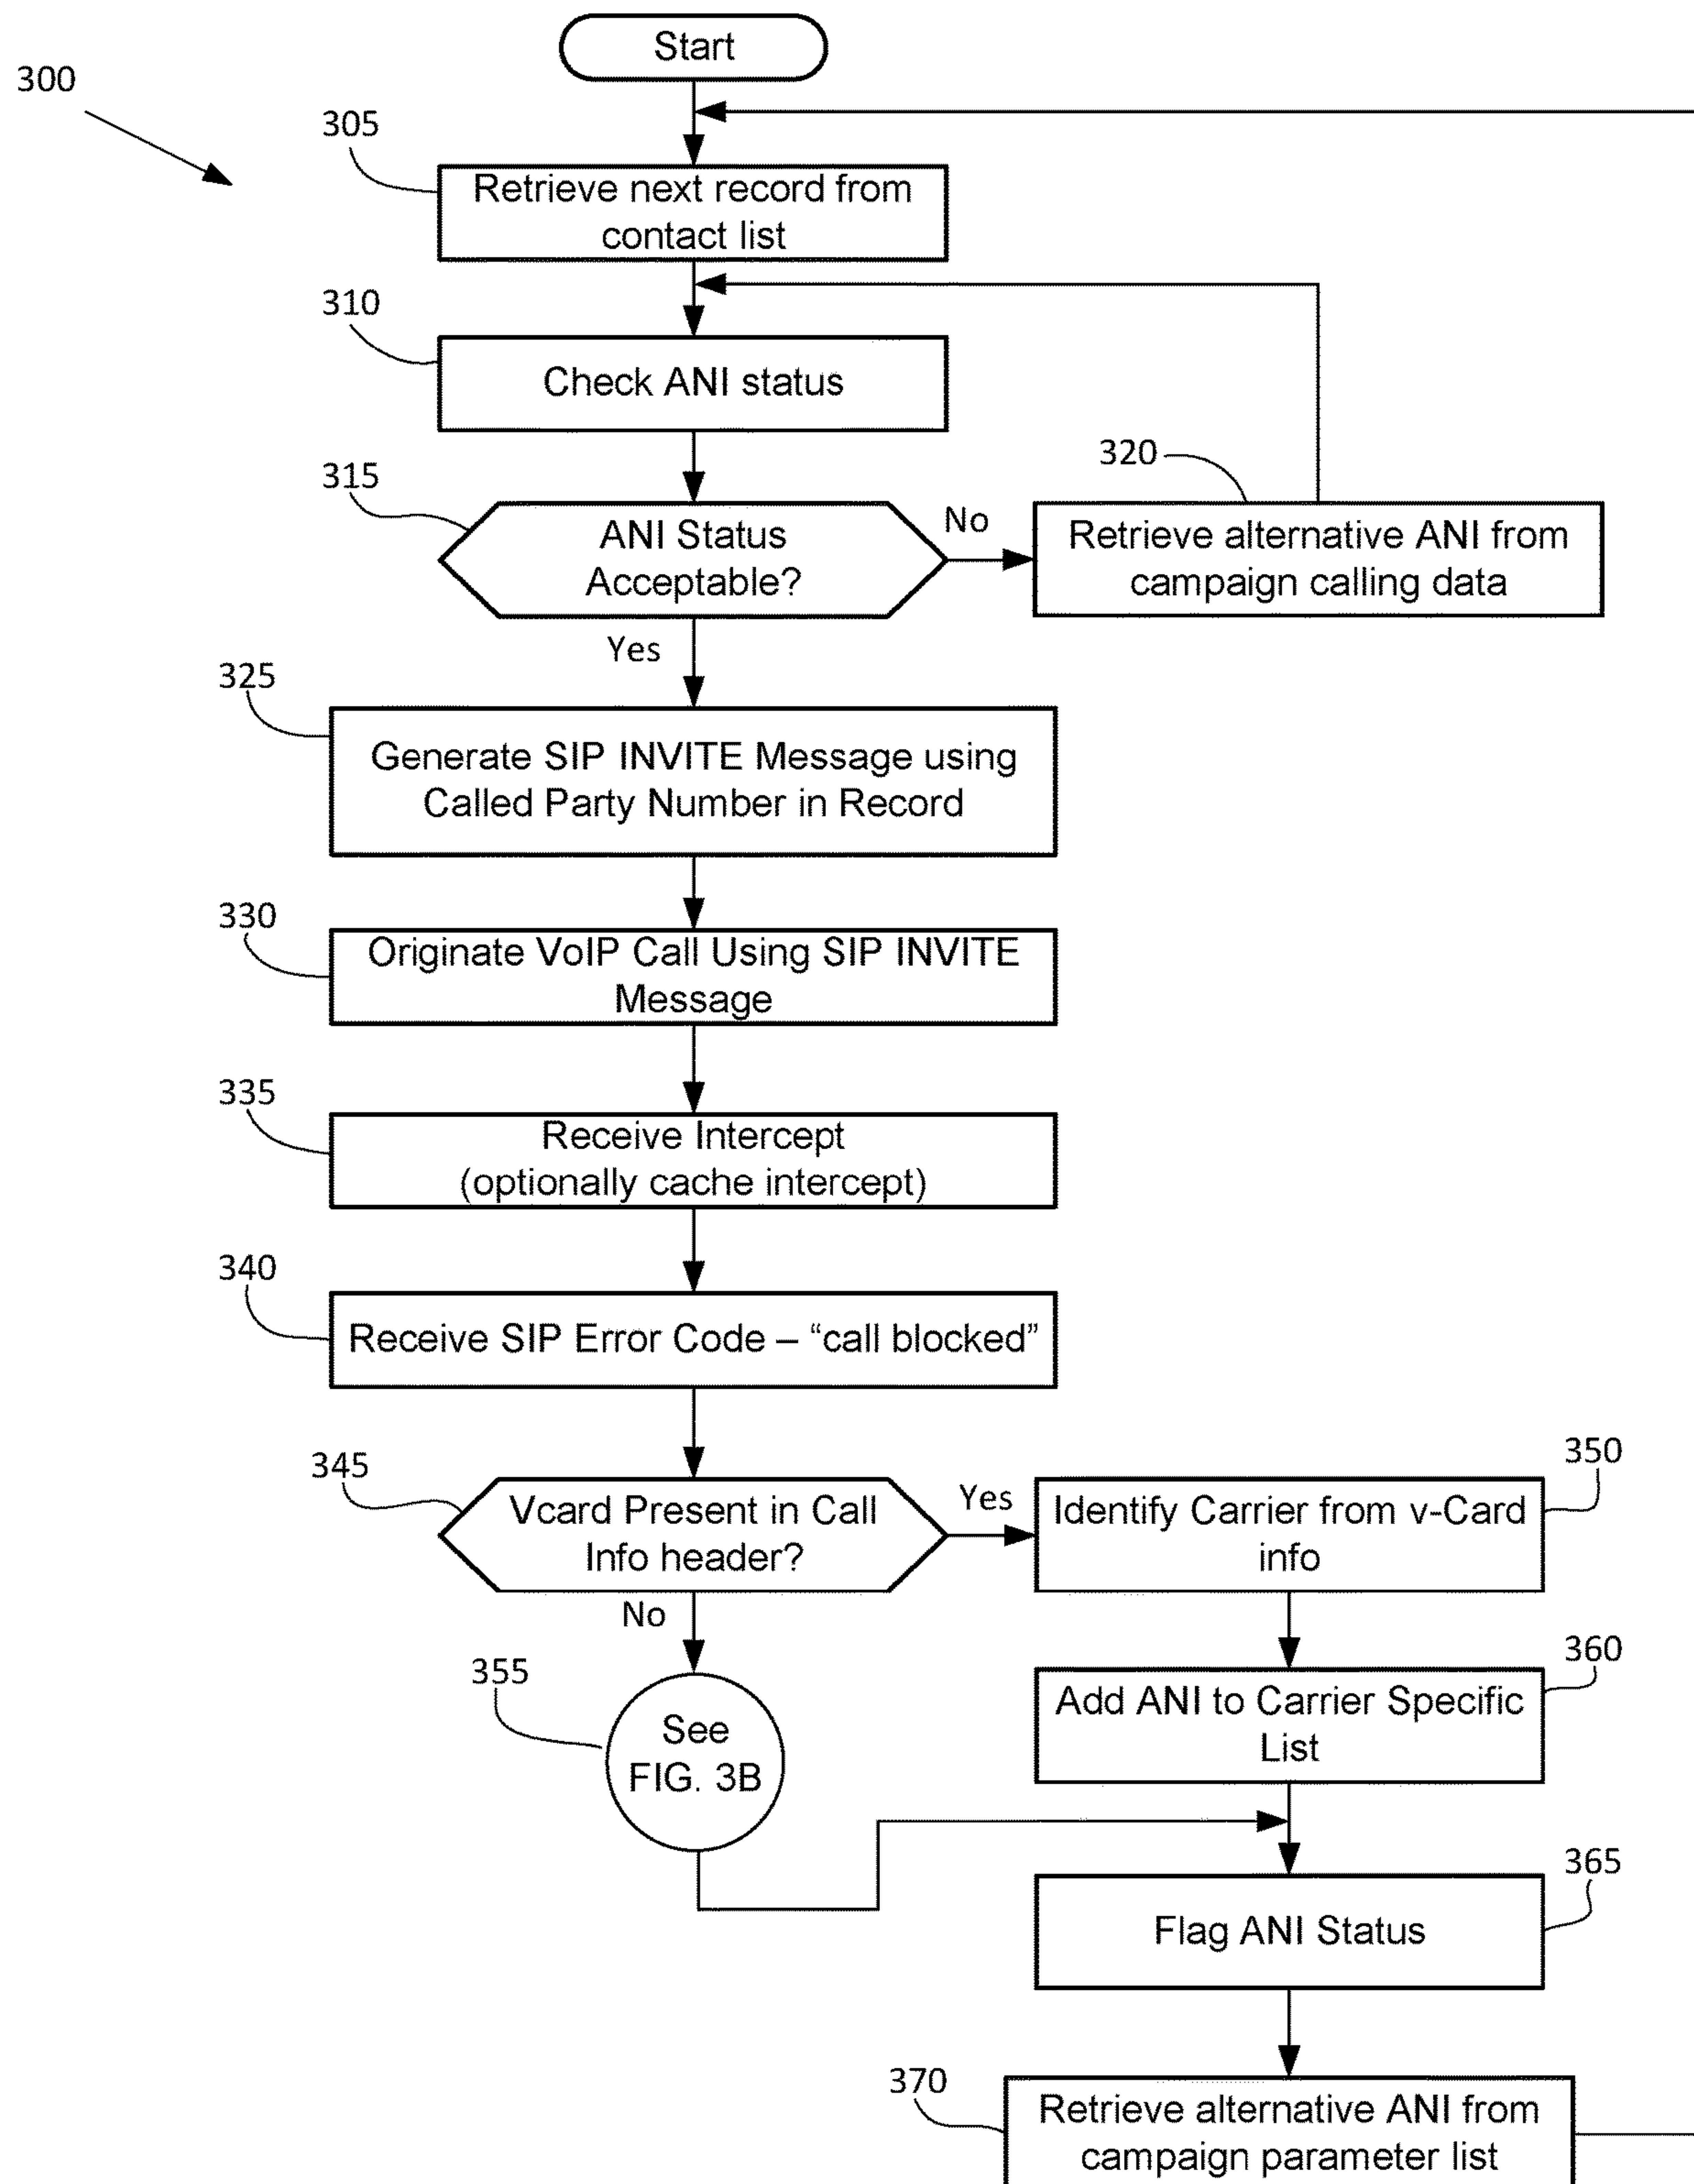 Start
300
305
Retrieve next record from
contact list
310
Check ANI status
315
ANI Status
Acceptable?
No
320
Retrieve alternative ANI from
campaign calling data
Yes
325
Generate SIP INVITE Message using
Called Party Number in Record
330
Originate VoIP Call Using SIP INVITE
Message
335
Receive Intercept
(optionally cache intercept)
340
Receive SIP Error Code – “call blocked”
345
Vcard Present in Call
Info header?
Yes
350
Identify Carrier from v-Card
info
No
355
See
FIG. 3B
360
Add ANI to Carrier Specific
List
365
Flag ANI Status
370
Retrieve alternative ANI from
campaign parameter list